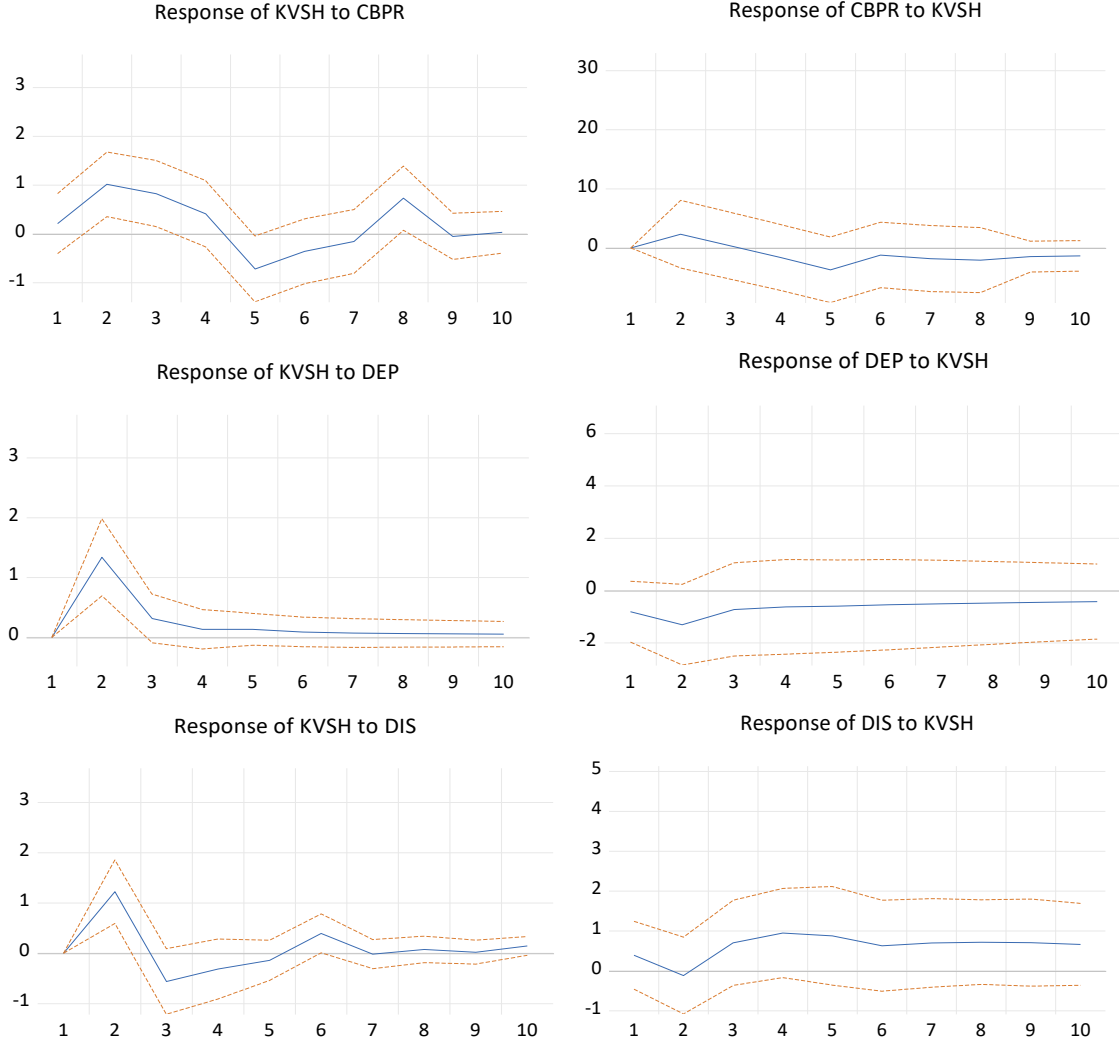 Response of KVSH to CBPR
3
2
1
0
-1
1 2 3 4 5 6 7 8 9 10
Response of CBPR to KVSH
30
20
10
0
1 2 3 4 5 6 7 8 9 10
Response of KVSH to DEP
3
2
1
0
1 2 3 4 5 6 7 8 9 10
Response of DEP to KVSH
6
4
2
0
-2
1 2 3 4 5 6 7 8 9 10
Response of KVSH to DIS
3
2
1
0
-1
1 2 3 4 5 6 7 8 9 10
Response of DIS to KVSH
5
4
3
2
1
0
-1
1 2 3 4 5 6 7 8 9 10